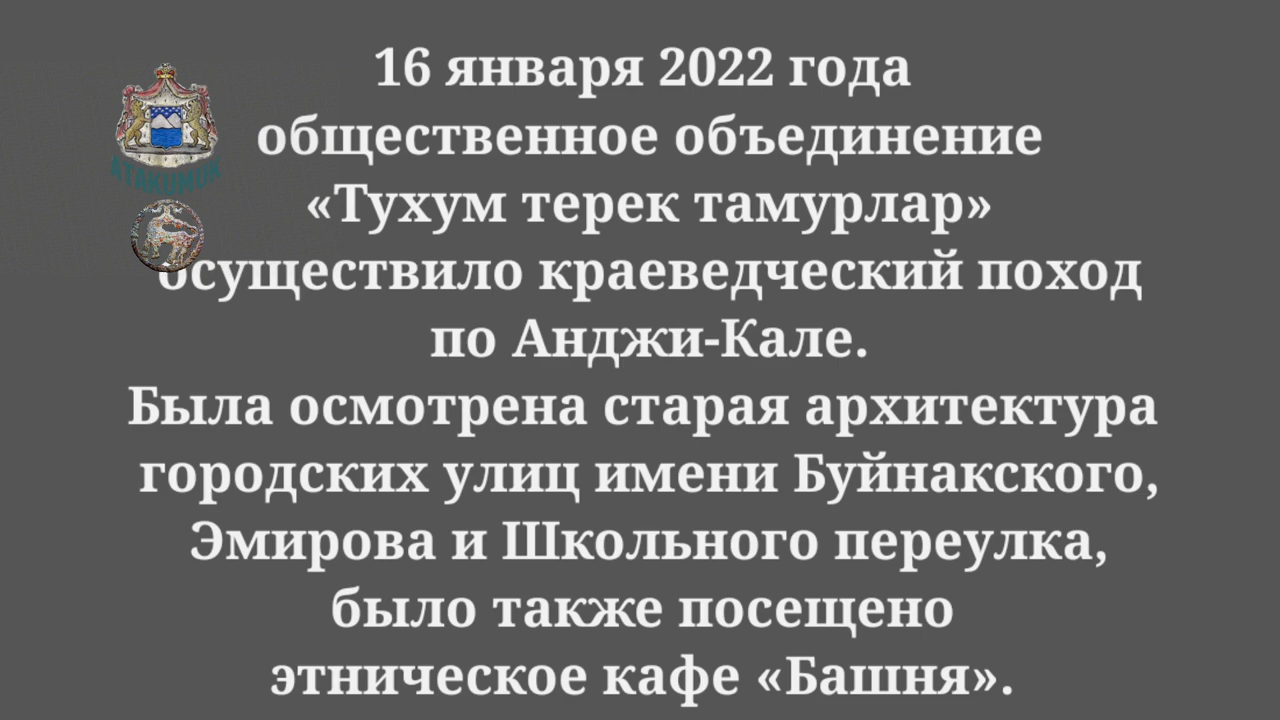 16 января 2022 года
общественное объединение
«Тухум терек тамурлар»
осуществило краеведческий поход
по Анджи-Кале.
Была осмотрена старая архитектура
городских улиц имени Буйнакского,
Эмирова и Школьного переулка,
было также посещено
этническое кафе «Башня».
ATAKUMUK